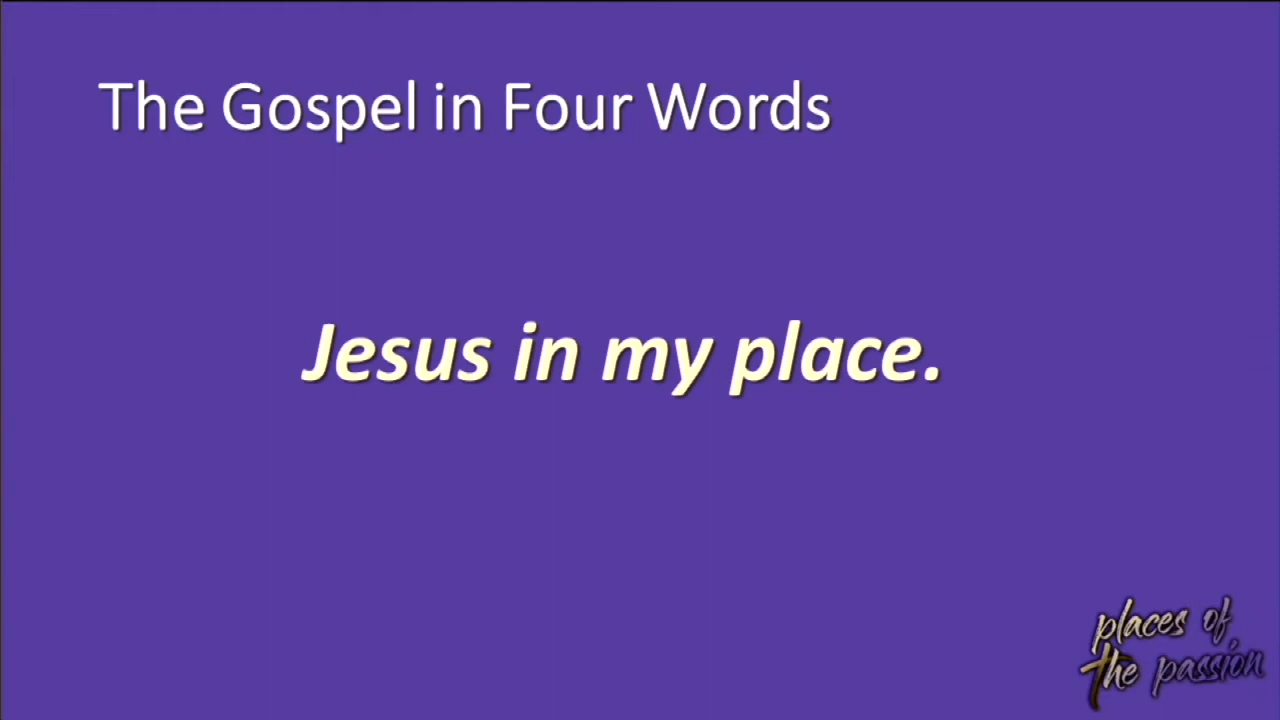 The Gospel in Four Words
Jesus in my place.
places of
the passion